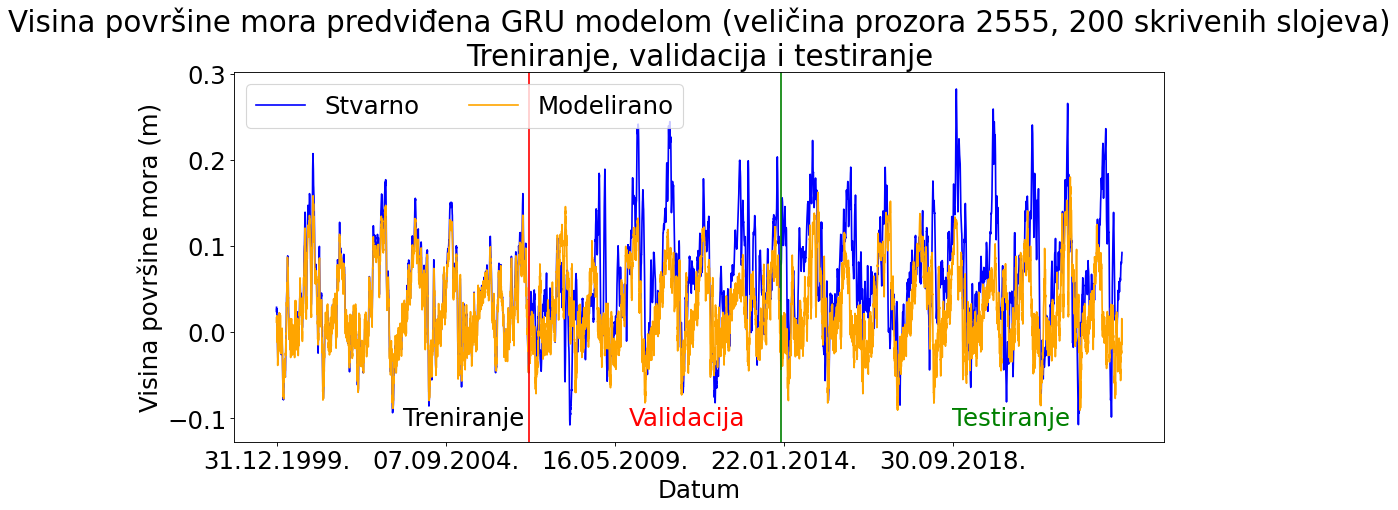 Visina površine mora predviđena GRU modelom (veličina prozora 2555, 200 skrivenih slojeva)
Treniranje, validacija i testiranje
Stvarno
Modelirano
Visina površine mora (m)
0.3
0.2
0.1
0.0
−0.1
Treniranje
Validacija
Testiranje
31.12.1999.
07.09.2004.
16.05.2009.
22.01.2014.
30.09.2018.
Datum